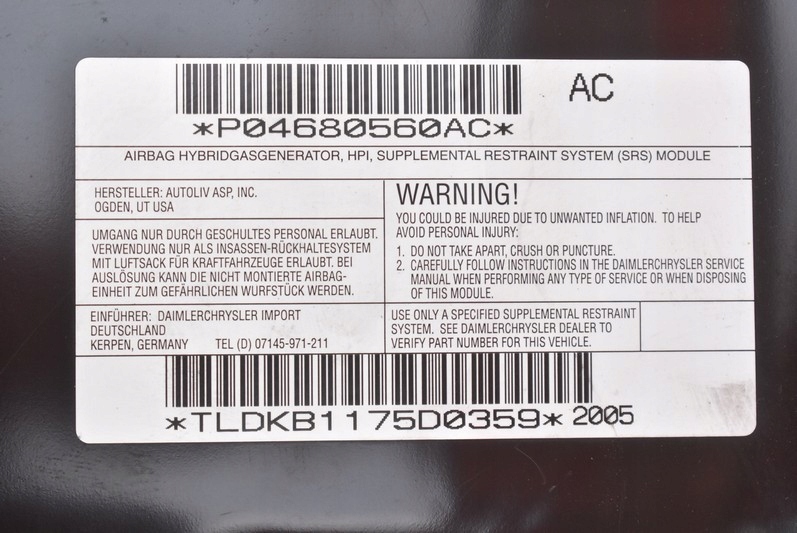 AC
*P04680560AC*
AIRBAG HYBRIDGASGENERATOR, HPI, SUPPLEMENTAL RESTRAINT SYSTEM (SRS) MODULE
HERSTELLER: AUTOLIV ASP, INC.
OGDEN, UT USA
UMGANG NUR DURCH GESCHULTES PERSONAL ERLAUBT.
VERWENDUNG NUR ALS INSASSEN-RÜCKHALTESYSTEM
MIT LUFTSACK FÜR KRAFTFAHRZEUGE ERLAUBT. BEI
AUSLÖSUNG KANN DIE NICHT MONTIERTE AIRBAG-
EINHEIT ZUM GEFÄHRLICHEN WURFSTÜCK WERDEN.
EINFÜHRER: DAIMLERCHRYSLER IMPORT
DEUTSCHLAND
KERPEN, GERMANY TEL (D) 07145-971-211
WARNING!
YOU COULD BE INJURED DUE TO UNWANTED INFLATION. TO HELP
AVOID PERSONAL INJURY:
1. DO NOT TAKE APART, CRUSH OR PUNCTURE.
2. CAREFULLY FOLLOW INSTRUCTIONS IN THE DAIMLERCHRYSLER SERVICE
MANUAL WHEN PERFORMING ANY TYPE OF SERVICE OR WHEN DISPOSING
OF THIS MODULE.
USE ONLY A SPECIFIED SUPPLEMENTAL RESTRAINT
SYSTEM. SEE DAIMLERCHRYSLER DEALER TO
VERIFY PART NUMBER FOR THIS VEHICLE.
*TLDKB1175D0359* 2005